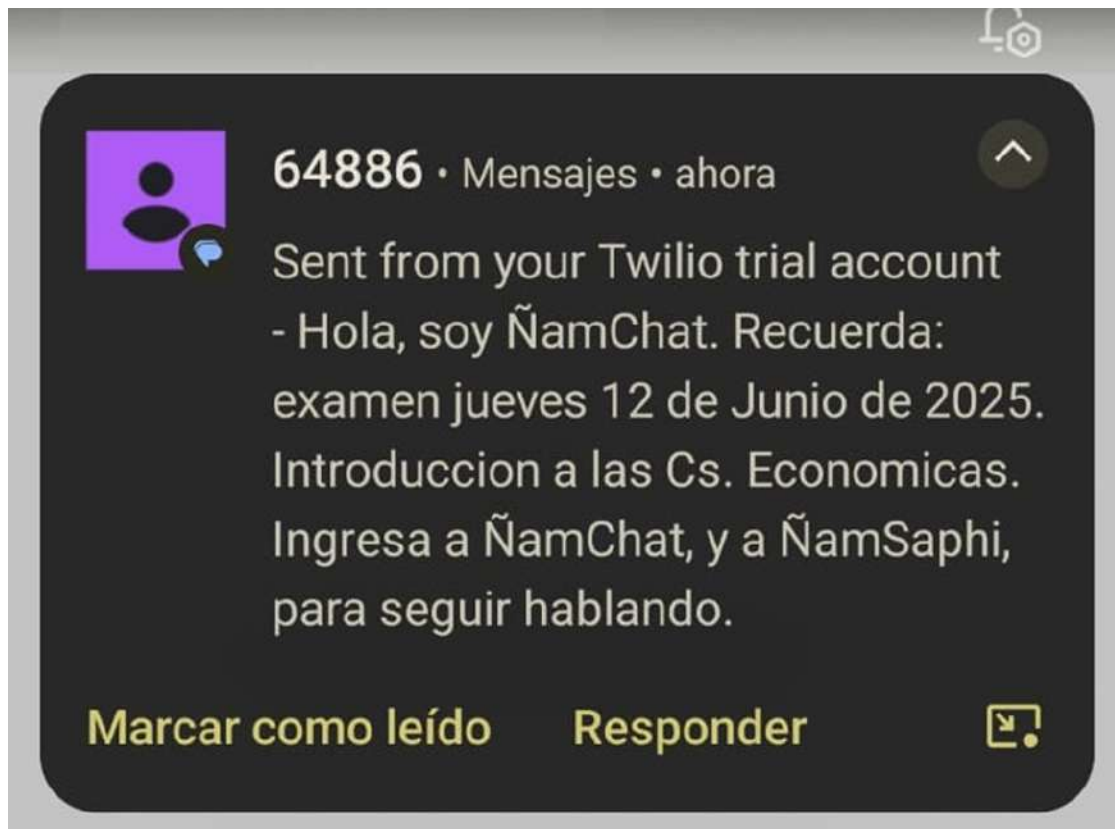 64886 • Mensajes • ahora
Sent from your Twilio trial account
- Hola, soy ÑamChat. Recuerda:
examen jueves 12 de Junio de 2025.
Introduccion a las Cs. Economicas.
Ingresa a ÑamChat, y a ÑamSaphi,
para seguir hablando.
Marcar como leído Responder